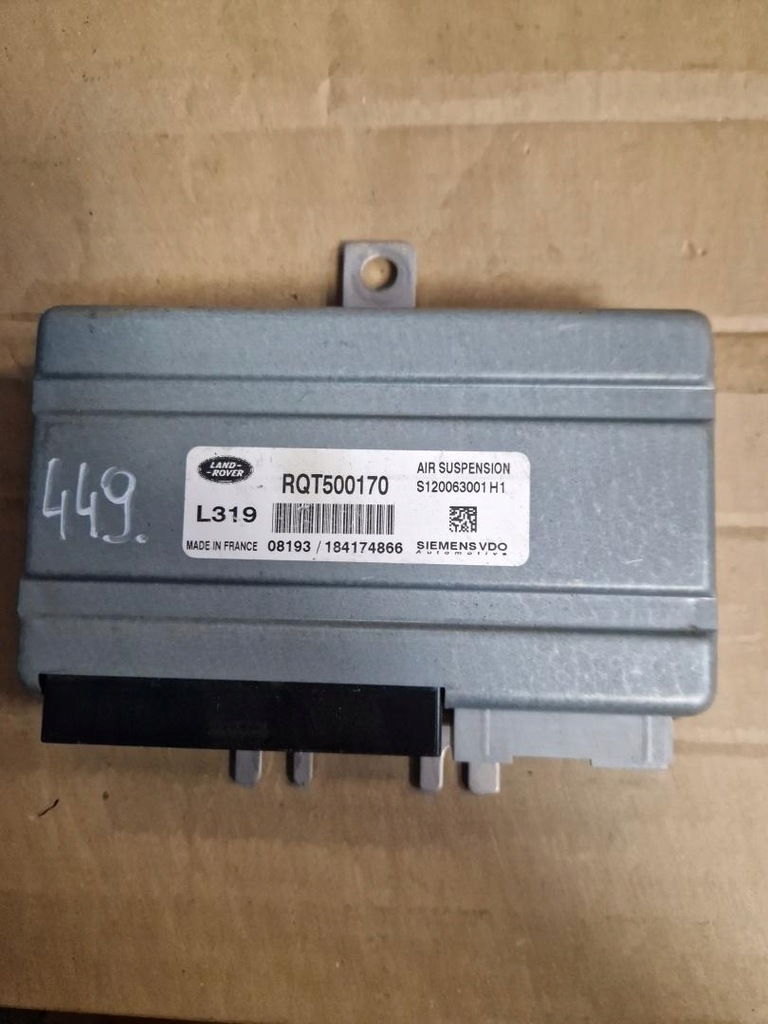 449.
LAND-
-ROVER
RQT500170
AIR SUSPENSION
S120063001 H1
L319
MADE IN FRANCE 08193 / 184174866
SIEMENS VDO
Automotive